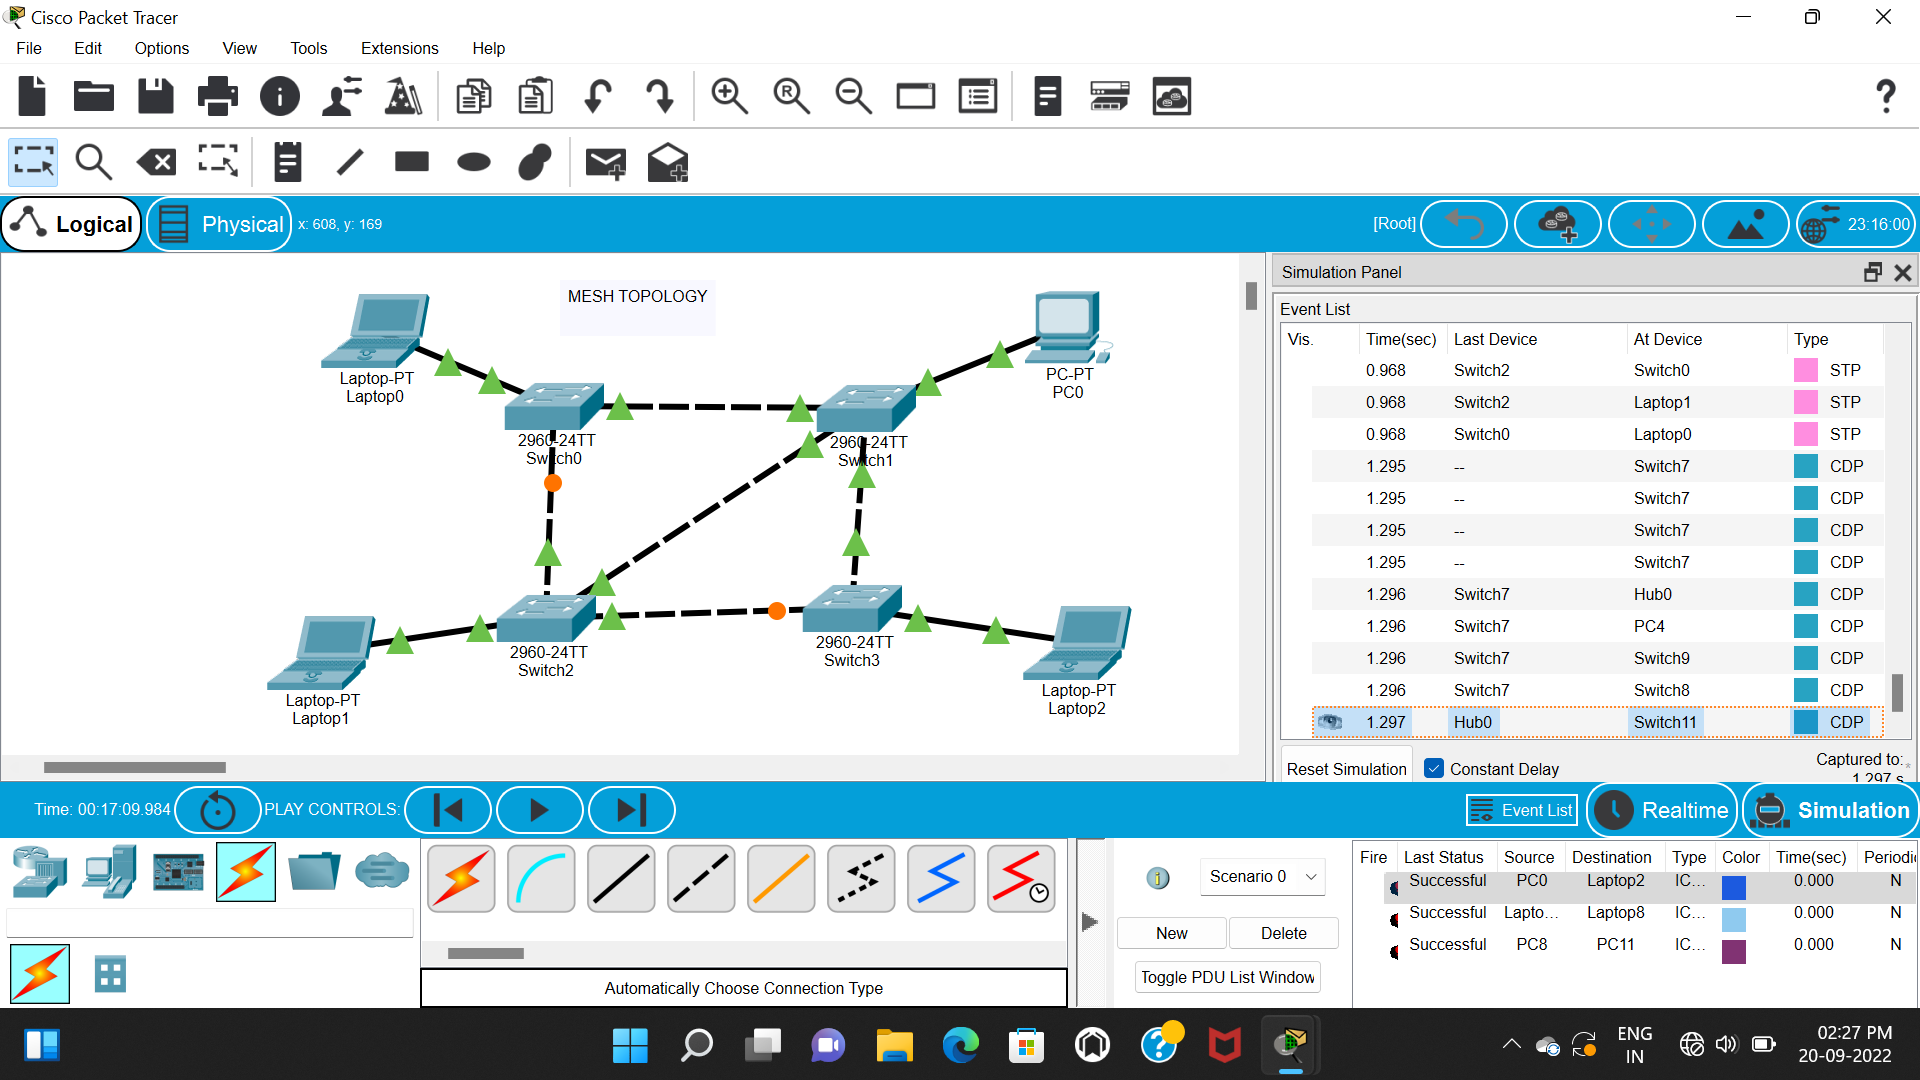 Cisco Packet Tracer
File Edit Options View Tools Extensions Help
Logical Physical x: 608, y: 169 [Root] 23:16:00
MESH TOPOLOGY
Laptop-PT
Laptop0
PC-PT
PC0
2960-24TT
Switch0
2960-24TT
Switch1
2960-24TT
Switch2
2960-24TT
Switch3
Laptop-PT
Laptop1
Laptop-PT
Laptop2
Simulation Panel
Event List
Vis. Time(sec) Last Device At Device Type
0.968 Switch2 Switch0 STP
0.968 Switch2 Laptop1 STP
0.968 Switch0 Laptop0 STP
1.295 -- Switch7 CDP
1.295 -- Switch7 CDP
1.295 -- Switch7 CDP
1.295 -- Switch7 CDP
1.296 Switch7 Hub0 CDP
1.296 Switch7 PC4 CDP
1.296 Switch7 Switch9 CDP
1.296 Switch7 Switch8 CDP
1.297 Hub0 Switch11 CDP
Reset Simulation Constant Delay Captured to:*
1.297 s
Time: 00:17:09.984 PLAY CONTROLS: Event List Realtime Simulation
Automatically Choose Connection Type
Scenario 0
New Delete
Toggle PDU List Window
Fire Last Status Source Destination Type Color Time(sec) Periodi
Successful PC0 Laptop2 IC... 0.000 N
Successful Lapto... Laptop8 IC... 0.000 N
Successful PC8 PC11 IC... 0.000 N
ENG
IN
02:27 PM
20-09-2022